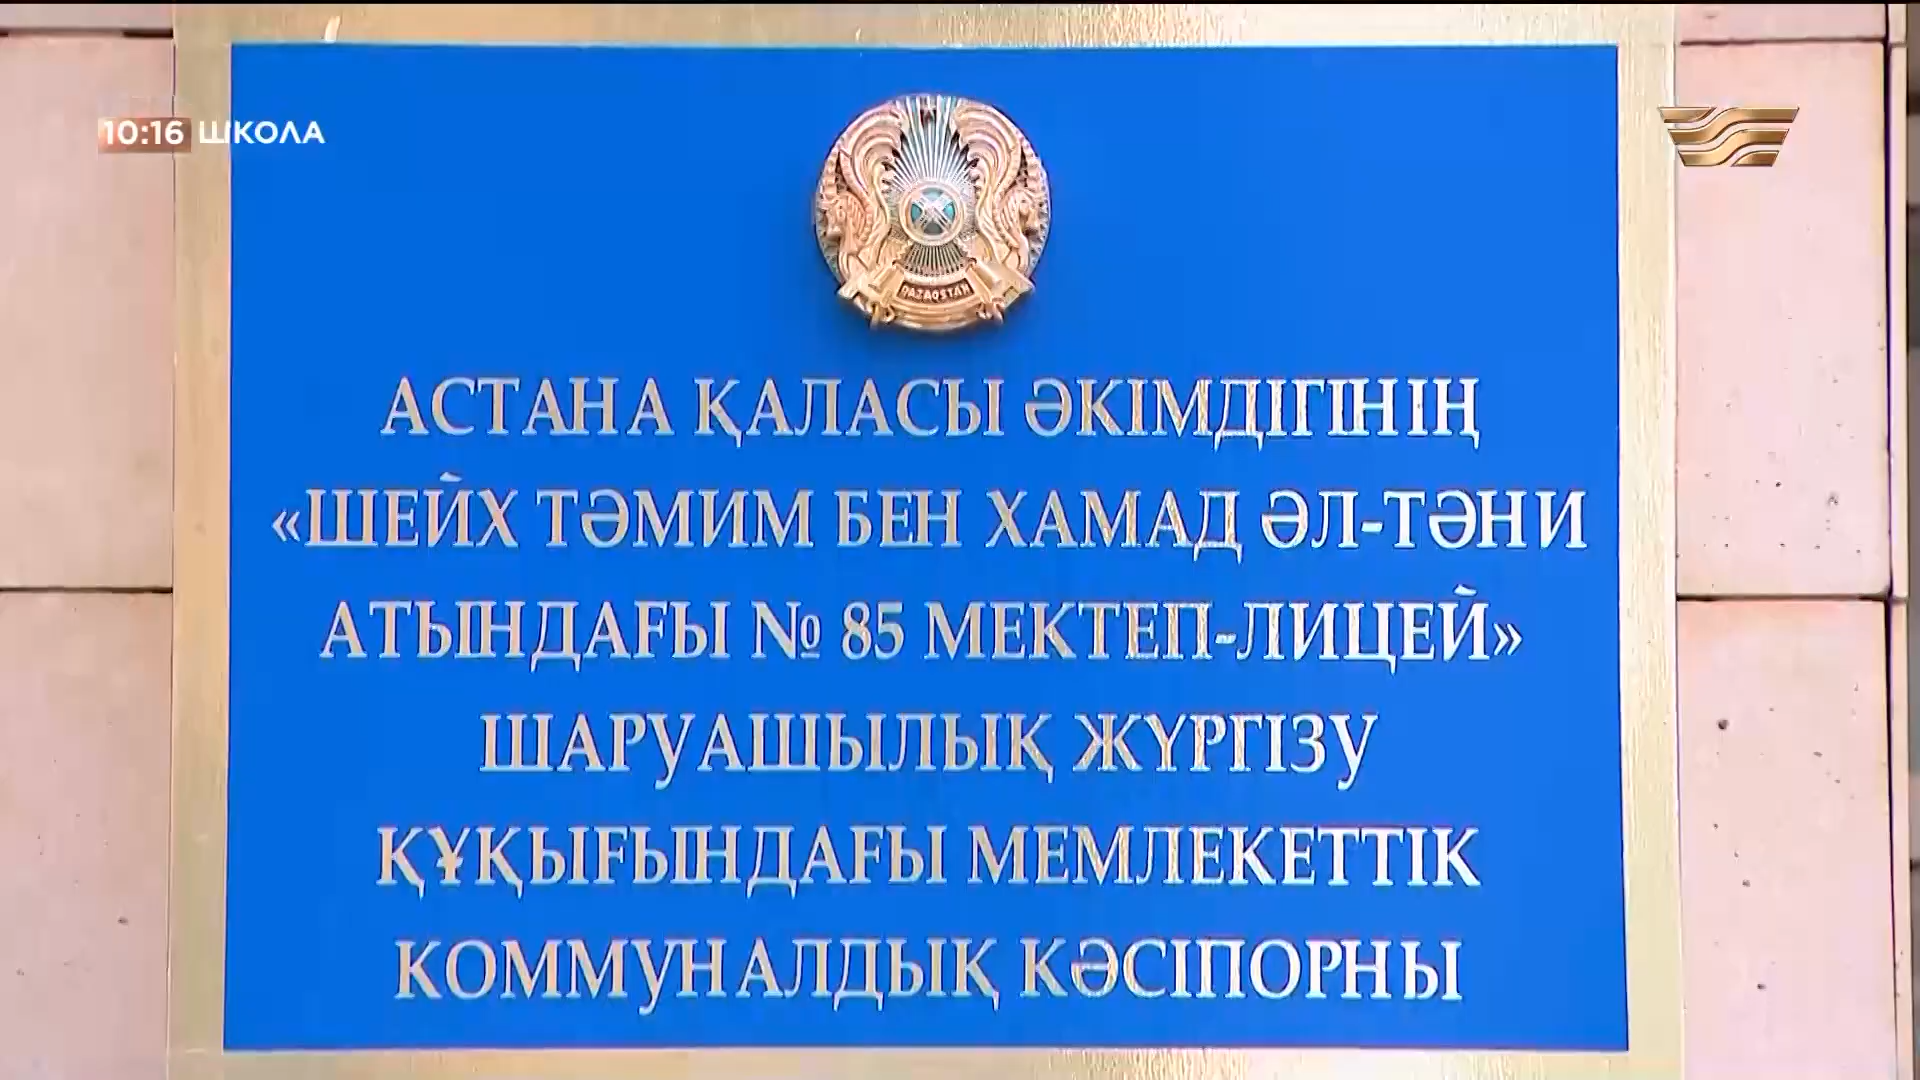 10:16 ШКОЛА
QAZAQSTAN
АСТАНА ҚАЛАСЫ ӘКІМДІГІНІҢ
«ШЕЙХ ТӘМИМ БЕН ХАМАД ӘЛ-ТӘНИ
АТЫНДАҒЫ № 85 МЕКТЕП-ЛИЦЕЙ»
ШАРУАШЫЛЫҚ ЖҮРГІЗУ
ҚҰҚЫҒЫНДАҒЫ МЕМЛЕКЕТТІК
КОММУНАЛДЫҚ КӘСІПОРНЫ